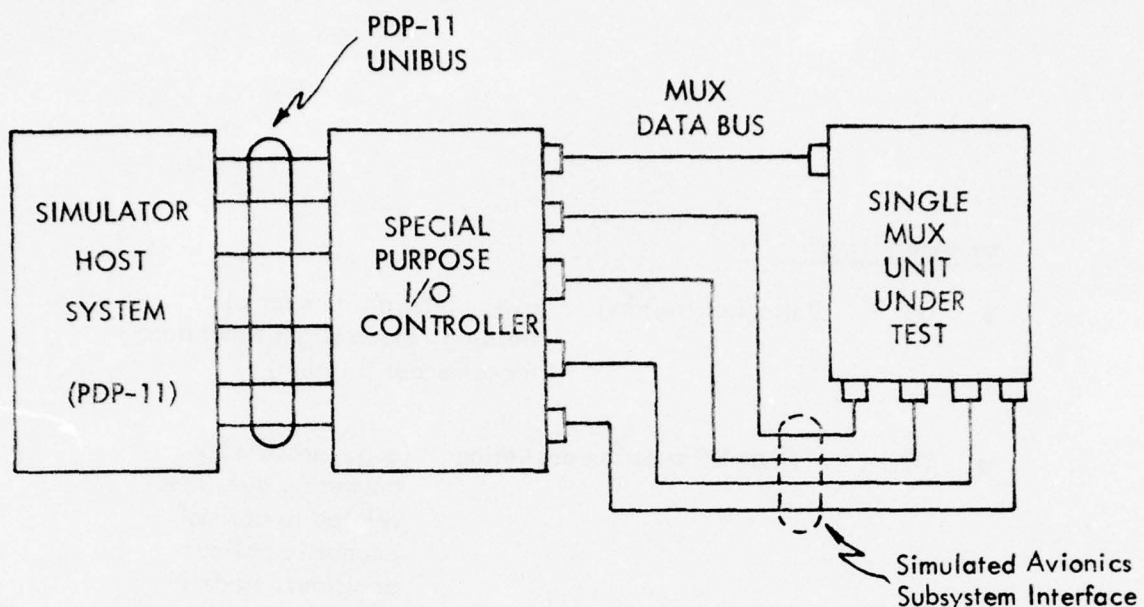 PDP-11
UNIBUS
MUX
DATA BUS
SIMULATOR
HOST
SYSTEM
(PDP-11)
SPECIAL
PURPOSE
I/O
CONTROLLER
SINGLE
MUX
UNIT
UNDER
TEST
Simulated Avionics
Subsystem Interface